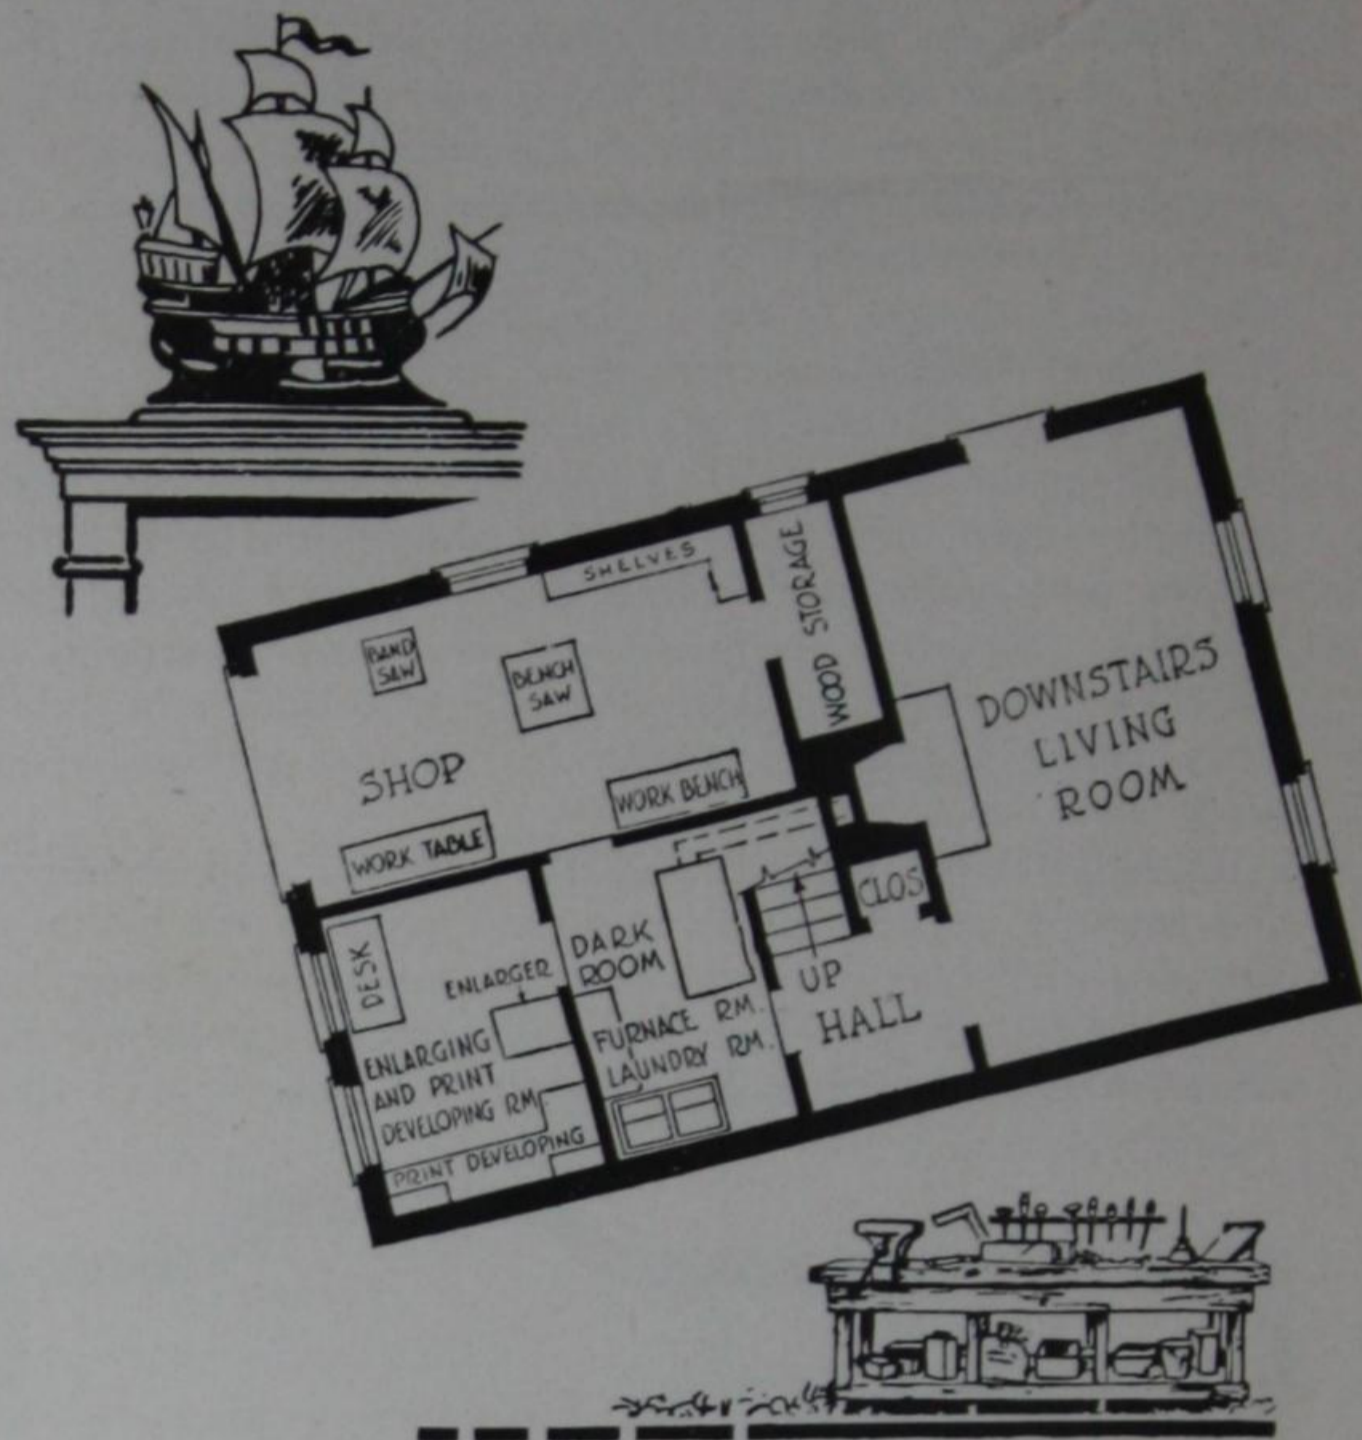 SHELVES
WOOD STORAGE
BAND
SAW
BENCH
SAW
DOWNSTAIRS
LIVING
ROOM
SHOP
WORK BENCH
WORK TABLE
CLOS
DESK
DARK
ROOM
ENLARGER
UP
HALL
FURNACE RM.
LAUNDRY RM.
ENLARGING
AND PRINT
DEVELOPING RM.
PRINT DEVELOPING